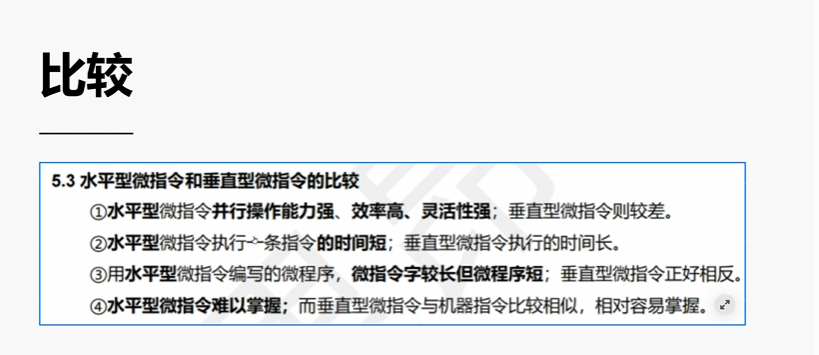 比较
5.3 水平型微指令和垂直型微指令的比较
①水平型微指令并行操作能力强、效率高、灵活性强；垂直型微指令则较差。
②水平型微指令执行一条指令的时间短；垂直型微指令执行的时间长。
③用水平型微指令编写的微程序，微指令字较长但微程序短；垂直型微指令正好相反。
④水平型微指令难以掌握；而垂直型微指令与机器指令比较相似，相对容易掌握。